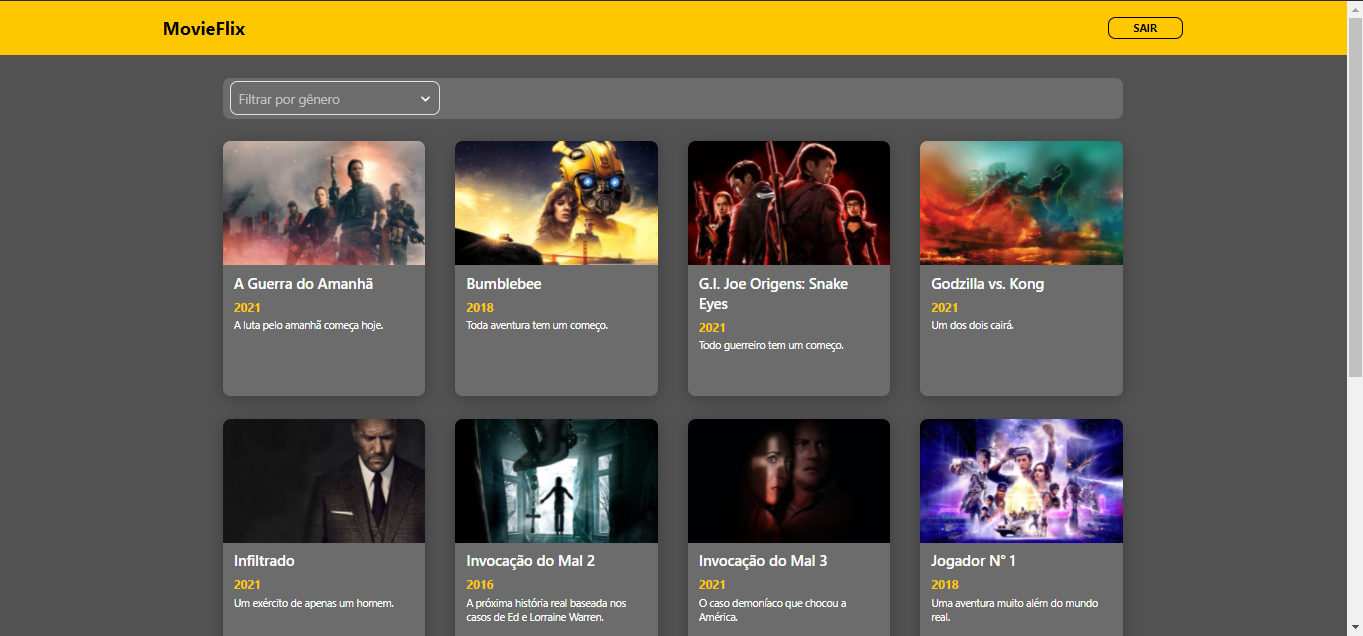 MovieFlix
SAIR
Filtrar por gênero
A Guerra do Amanhã
2021
A luta pelo amanhã começa hoje.
Bumblebee
2018
Toda aventura tem um começo.
G.I. Joe Origens: Snake
Eyes
2021
Todo guerreiro tem um começo.
Godzilla vs. Kong
2021
Um dos dois cairá.
Infiltrado
2021
Um exército de apenas um homem.
Invocação do Mal 2
2016
A próxima história real baseada nos
casos de Ed e Lorraine Warren.
Invocação do Mal 3
2021
O caso demoníaco que chocou a
América.
Jogador N° 1
2018
Uma aventura muito além do mundo
real.